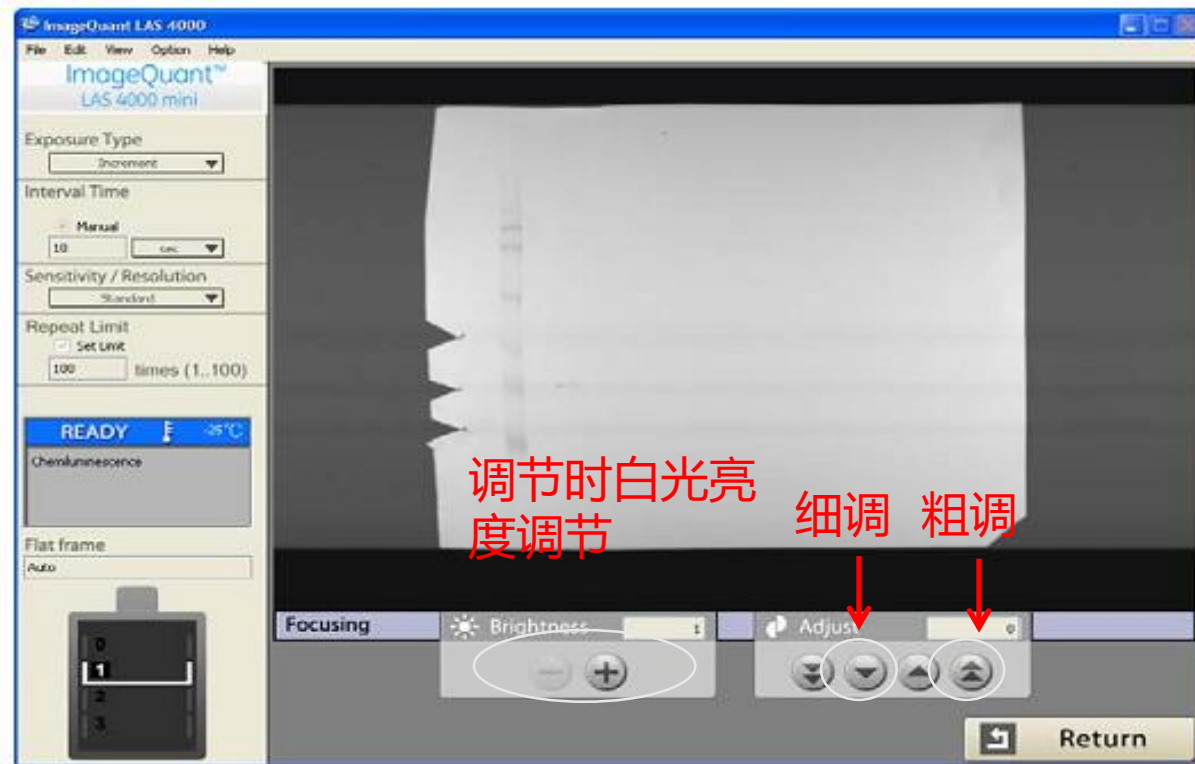 ImageQuant LAS 4000
File Edit View Option Help
ImageQuant™
LAS 4000 mini
Exposure Type
Increment
Interval Time
Manual
10 sec
Sensitivity / Resolution
Standard
Repeat Limit
Set Limit
100 times (1..100)
READY -25°C
Chemiluminescence
Flat frame
Auto
0
1
2
3
调节时白光亮
度调节
细调 粗调
Focusing Brightness 1 Adjust 0
Return